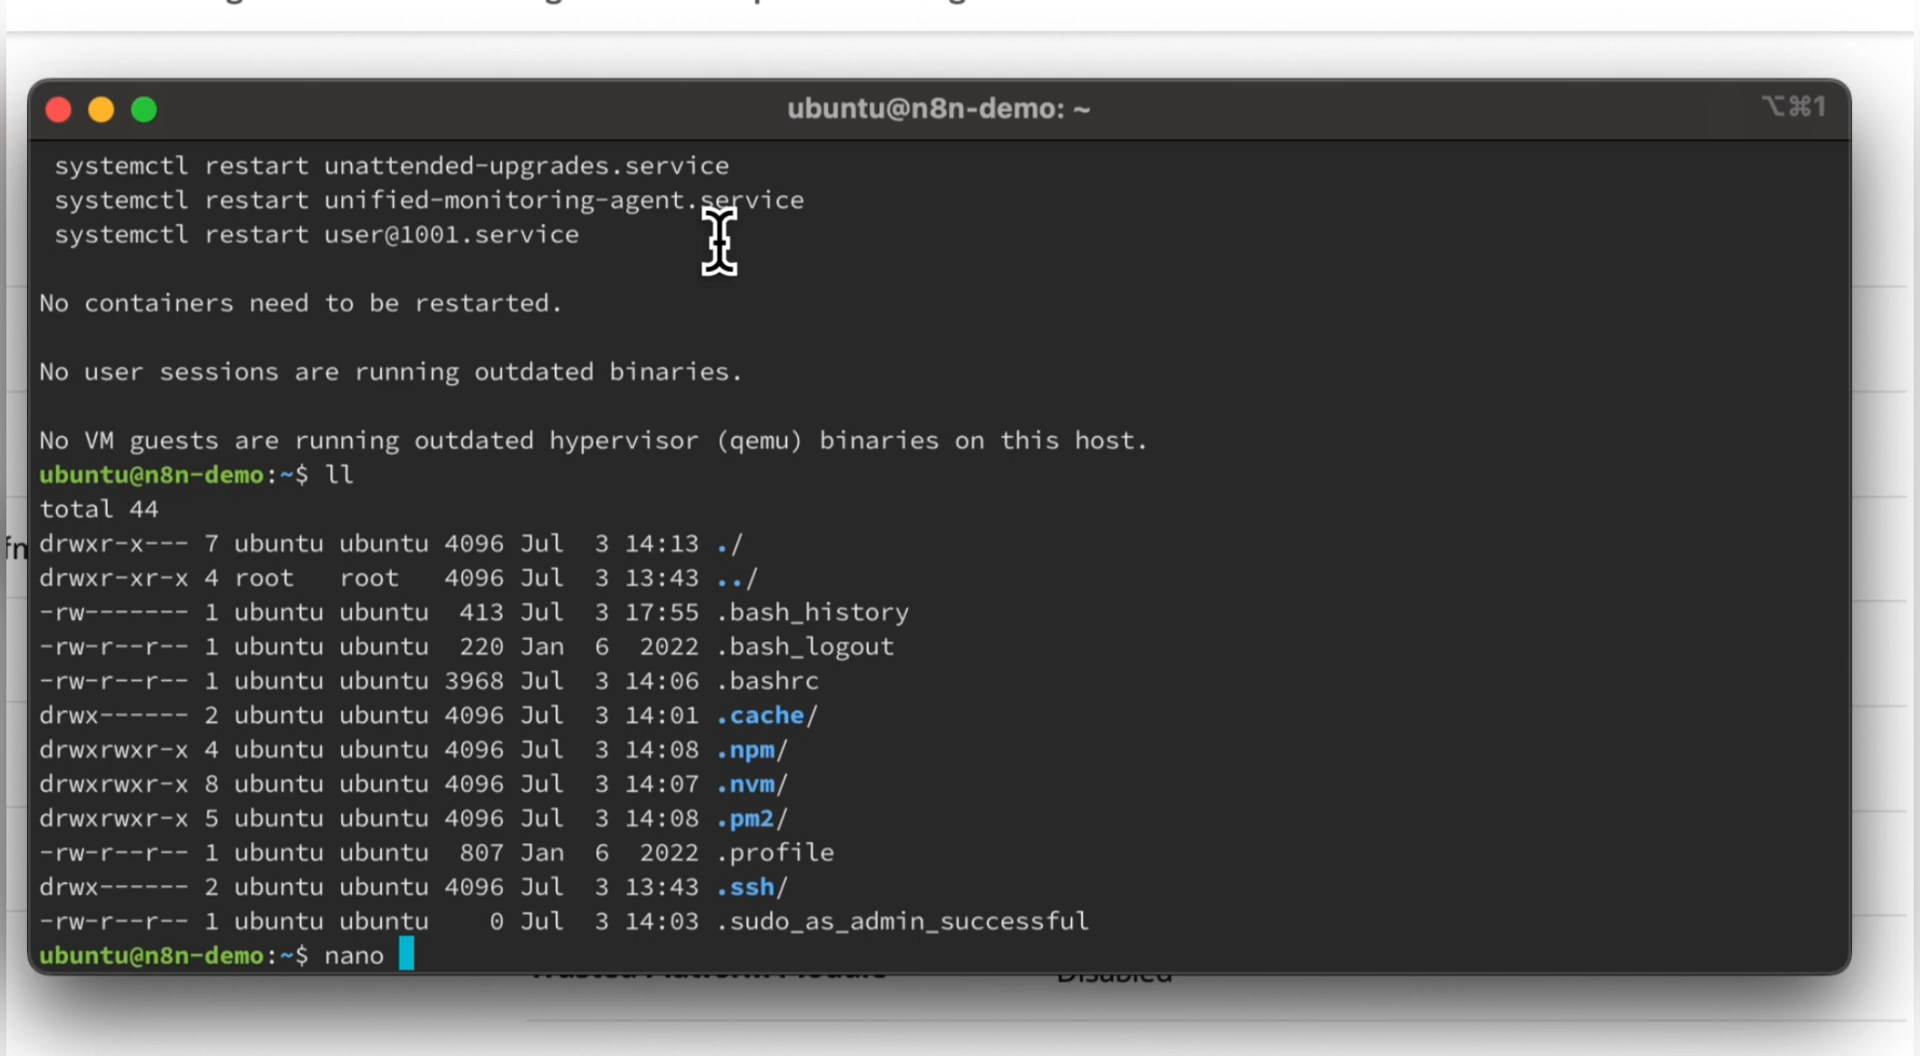 ubuntu@n8n-demo: ~
⌥⌘1
systemctl restart unattended-upgrades.service
systemctl restart unified-monitoring-agent.service
systemctl restart user@1001.service
No containers need to be restarted.
No user sessions are running outdated binaries.
No VM guests are running outdated hypervisor (qemu) binaries on this host.
ubuntu@n8n-demo:~$ ll
total 44
drwxr-x--- 7 ubuntu ubuntu 4096 Jul  3 14:13 ./
drwxr-xr-x 4 root   root   4096 Jul  3 13:43 ../
-rw------- 1 ubuntu ubuntu  413 Jul  3 17:55 .bash_history
-rw-r--r-- 1 ubuntu ubuntu  220 Jan  6  2022 .bash_logout
-rw-r--r-- 1 ubuntu ubuntu 3968 Jul  3 14:06 .bashrc
drwx------ 2 ubuntu ubuntu 4096 Jul  3 14:01 .cache/
drwxrwxr-x 4 ubuntu ubuntu 4096 Jul  3 14:08 .npm/
drwxrwxr-x 8 ubuntu ubuntu 4096 Jul  3 14:07 .nvm/
drwxrwxr-x 5 ubuntu ubuntu 4096 Jul  3 14:08 .pm2/
-rw-r--r-- 1 ubuntu ubuntu  807 Jan  6  2022 .profile
drwx------ 2 ubuntu ubuntu 4096 Jul  3 13:43 .ssh/
-rw-r--r-- 1 ubuntu ubuntu    0 Jul  3 14:03 .sudo_as_admin_successful
ubuntu@n8n-demo:~$ nano
Trusted Platform Module Disabled